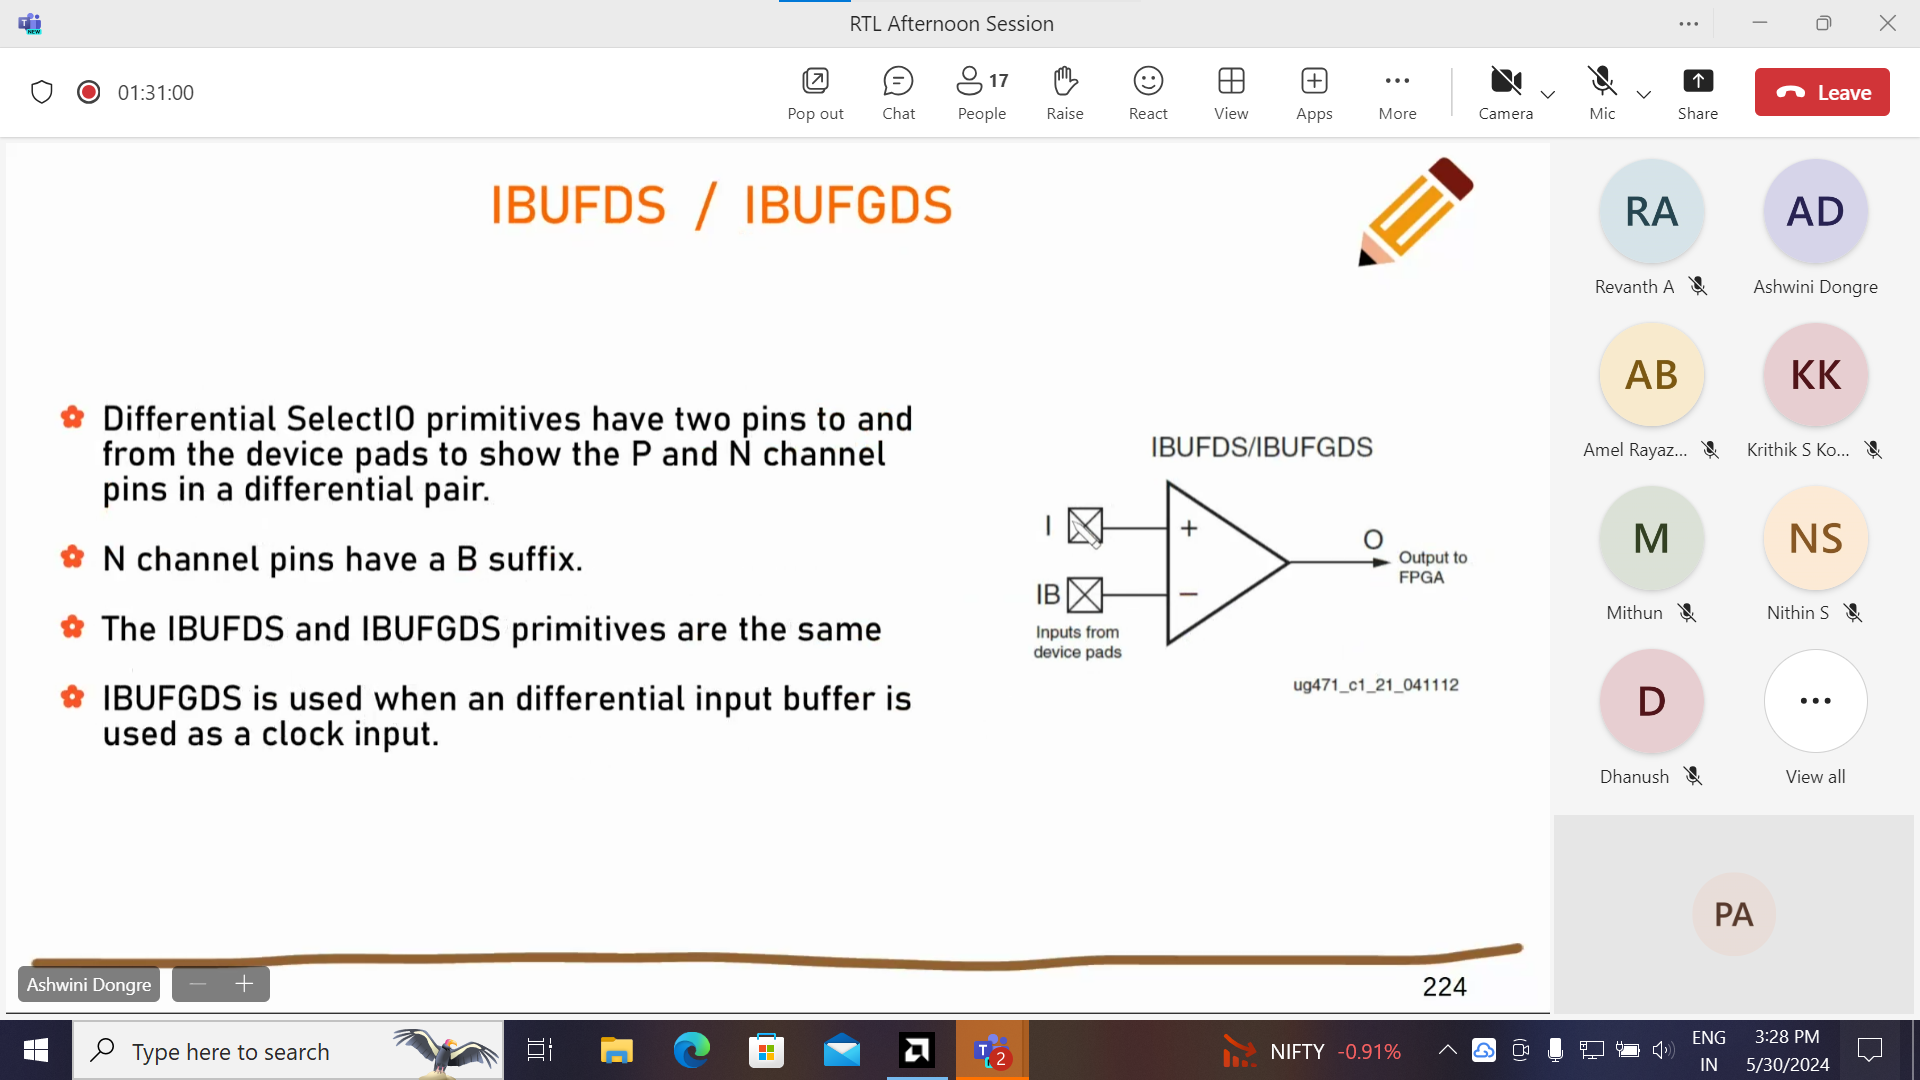 RTL Afternoon Session
NEW
01:31:00
Pop out
Chat
17
People
Raise
React
View
Apps
More
Camera
Mic
Share
Leave
IBUFDS / IBUFGDS
Differential SelectIO primitives have two pins to and
from the device pads to show the P and N channel
pins in a differential pair.
N channel pins have a B suffix.
The IBUFDS and IBUFGDS primitives are the same
IBUFGDS is used when an differential input buffer is
used as a clock input.
IBUFDS/IBUFGDS
I
+
O
Output to
FPGA
IB
−
Inputs from
device pads
ug471_c1_21_041112
224
Ashwini Dongre
RA
Revanth A
AD
Ashwini Dongre
AB
Amel Rayaz...
KK
Krithik S Ko...
M
Mithun
NS
Nithin S
D
Dhanush
View all
PA
Type here to search
T
2
NIFTY -0.91%
ENG
IN
3:28 PM
5/30/2024